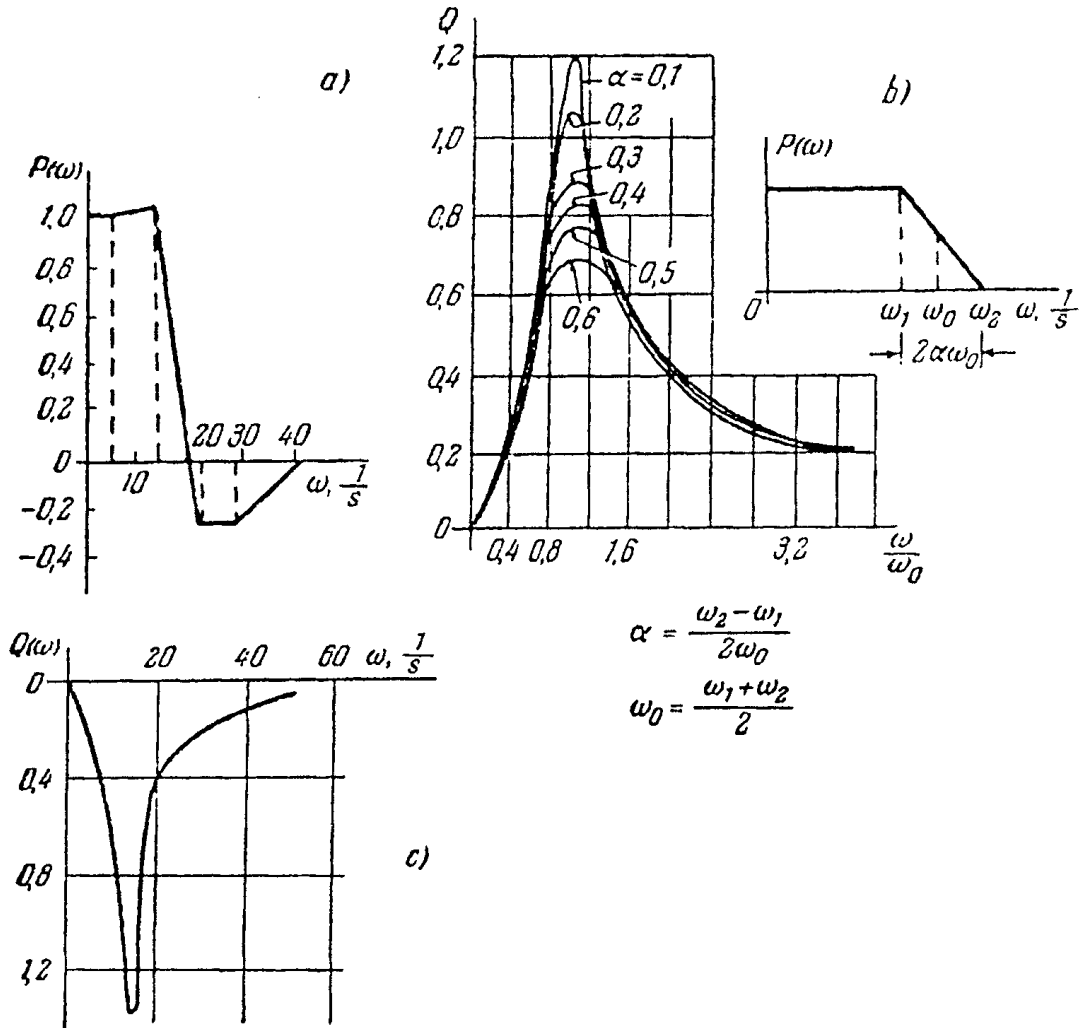 a)
P(ω)
1,0
0,8
0,6
0,4
0,2
0
-0,2
-0,4
10
20 30 40
ω, 1/s
Q
1,2
1,0
0,8
0,6
0,4
0,2
0
0,4 0,8 1,6 3,2 ω/ω₀
α=0,1
0,2
0,3
0,4
0,5
0,6
b)
P(ω)
0 ω₁ ω₀ ω₂ ω, 1/s
2αω₀
α = (ω₂ - ω₁)/(2ω₀)
ω₀ = (ω₁ + ω₂)/2
Q(ω)
20 40 60 ω, 1/s
0
0,4
0,8
1,2
c)